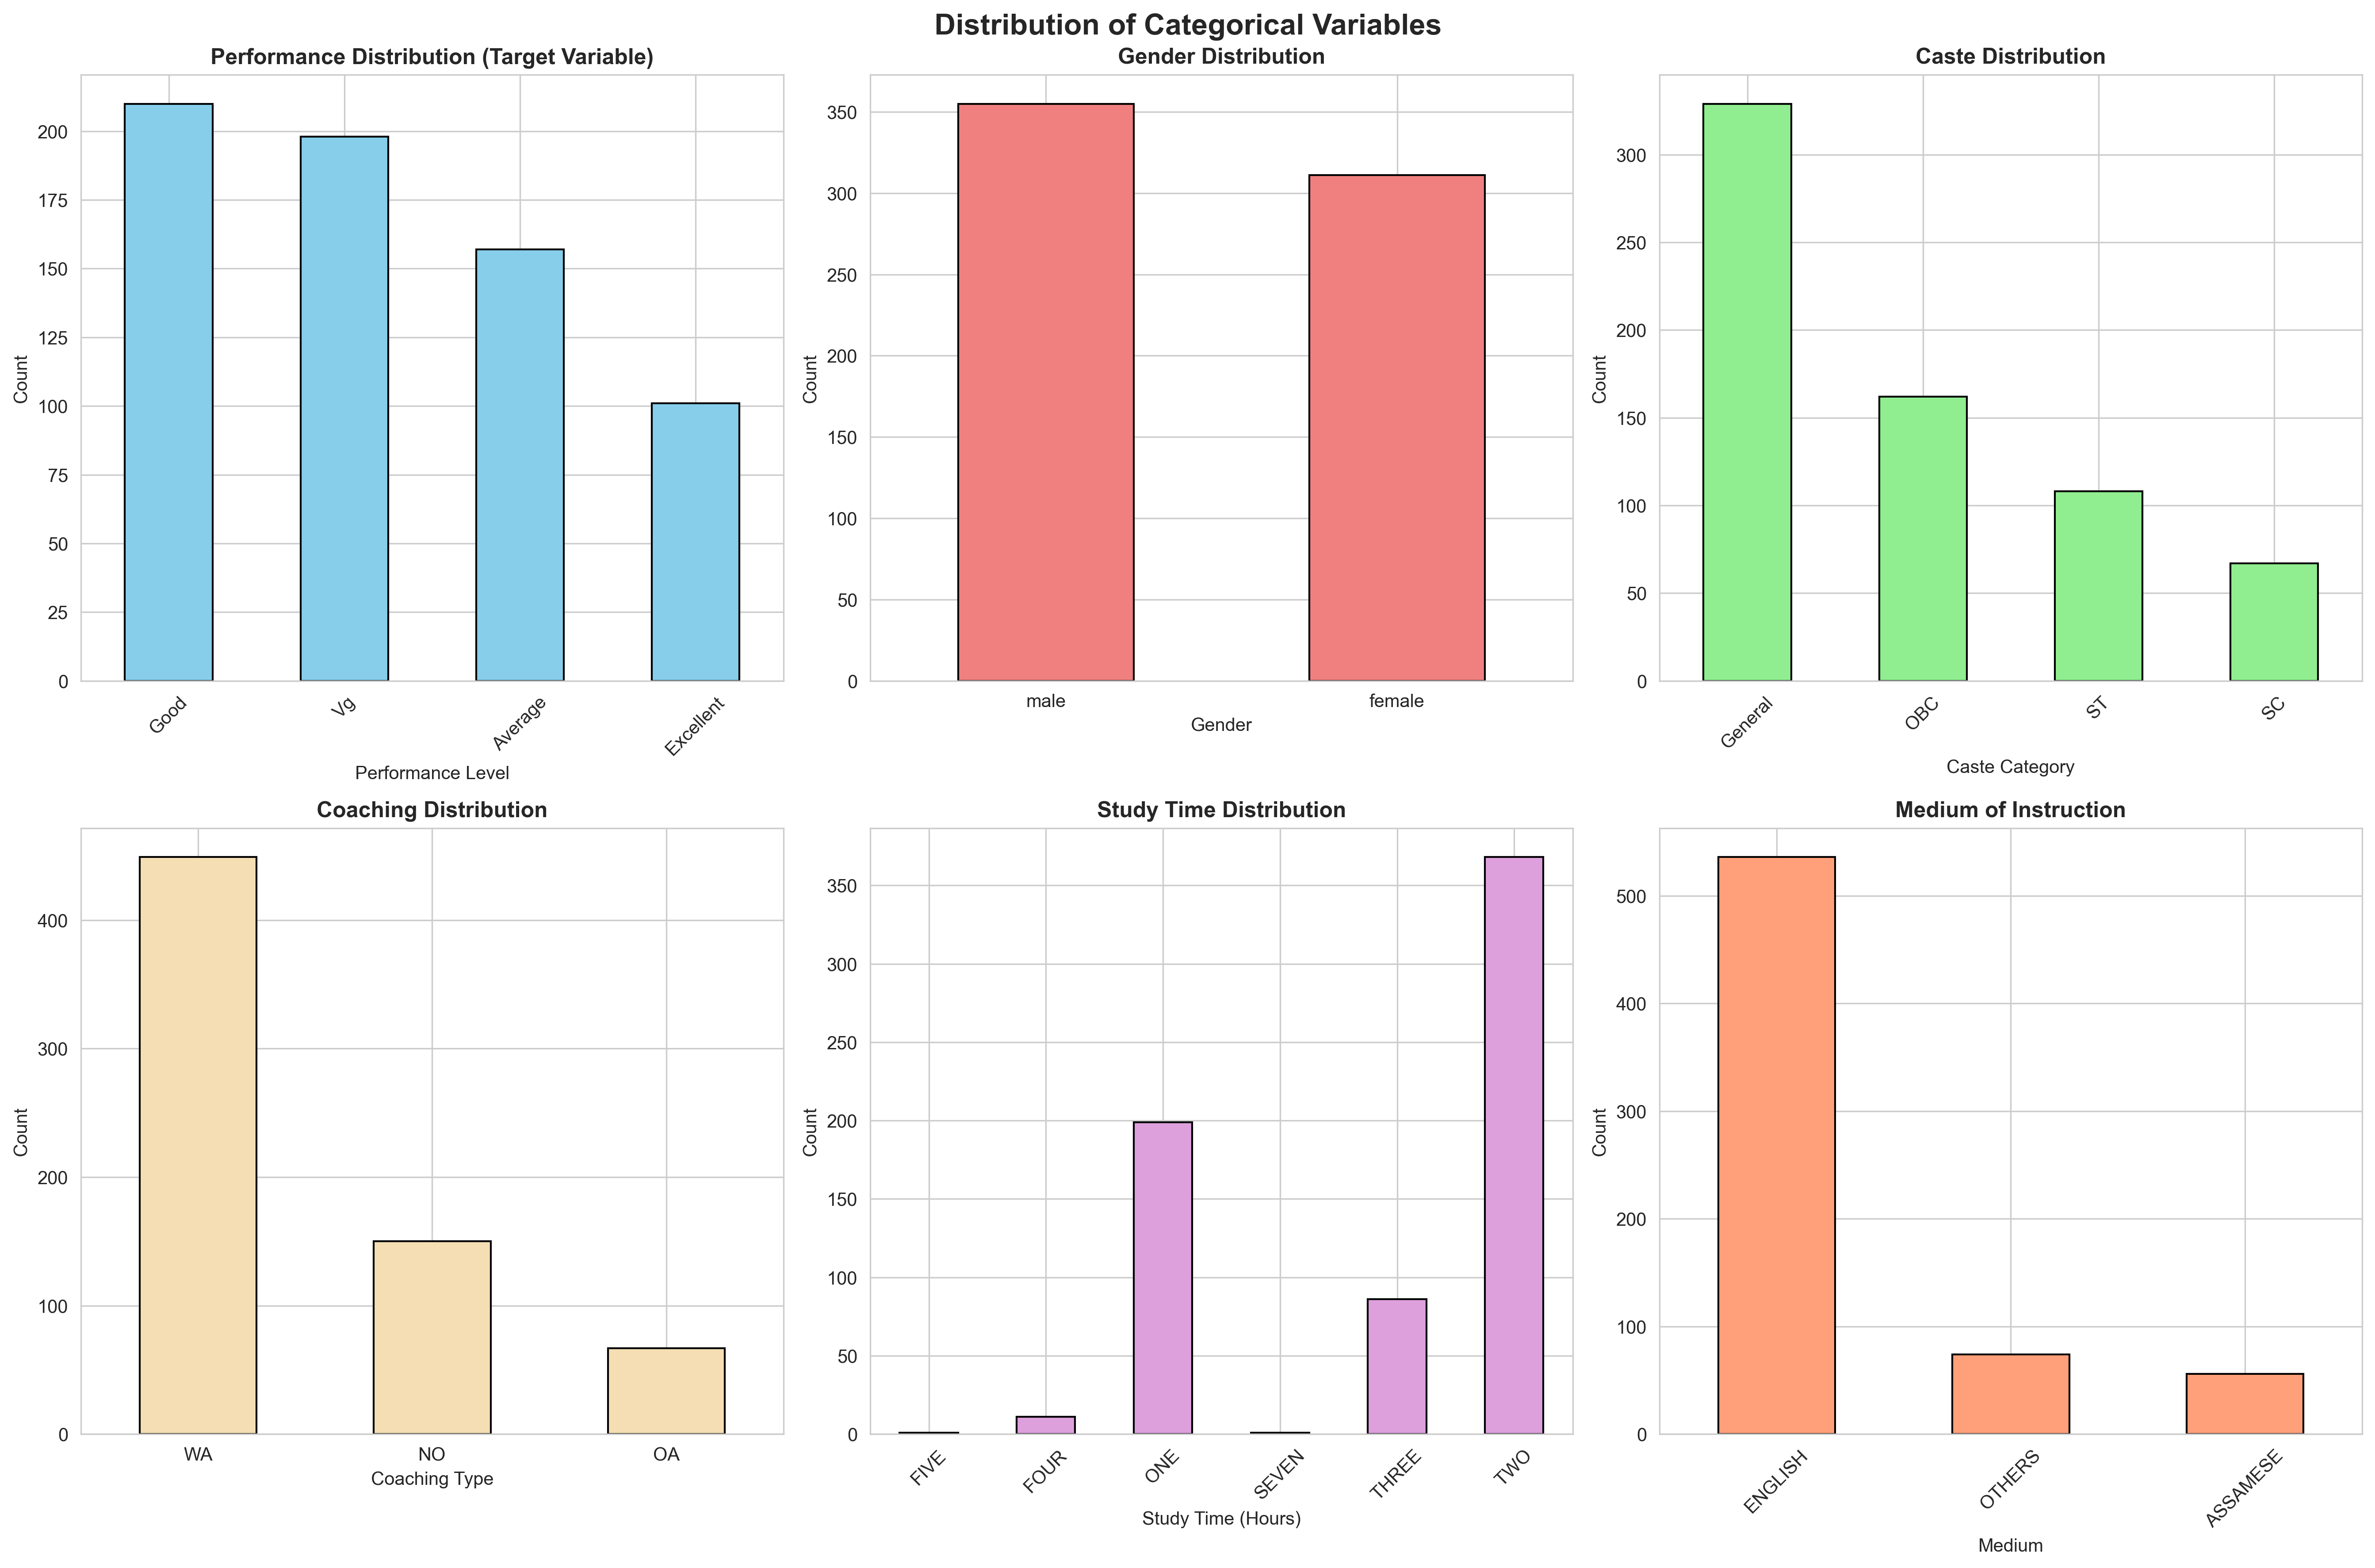 Distribution of Categorical Variables
Performance Distribution (Target Variable)
Count
200
175
150
125
100
75
50
25
0
Good
Vg
Average
Excellent
Performance Level
Gender Distribution
Count
350
300
250
200
150
100
50
0
male
female
Gender
Caste Distribution
Count
300
250
200
150
100
50
0
General
OBC
ST
SC
Caste Category
Coaching Distribution
Count
400
300
200
100
0
WA
NO
OA
Coaching Type
Study Time Distribution
Count
350
300
250
200
150
100
50
0
FIVE
FOUR
ONE
SEVEN
THREE
TWO
Study Time (Hours)
Medium of Instruction
Count
500
400
300
200
100
0
ENGLISH
OTHERS
ASSAMESE
Medium